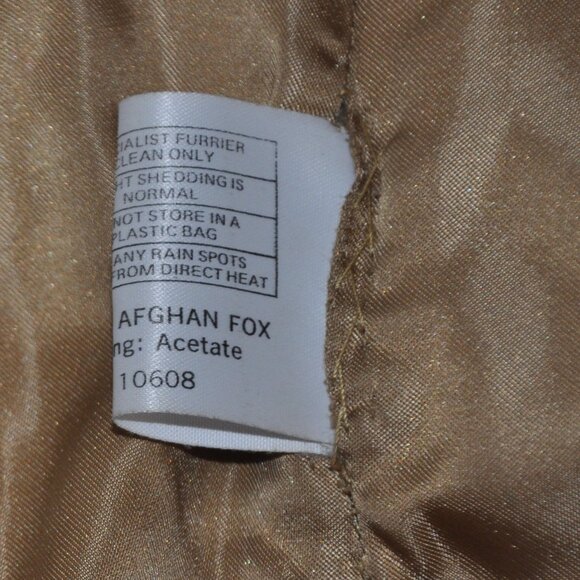 CIALIST FURRIER
CLEAN ONLY
HT SHEDDING IS
NORMAL
NOT STORE IN A
PLASTIC BAG
ANY RAIN SPOTS
FROM DIRECT HEAT
AFGHAN FOX
ng: Acetate
10608